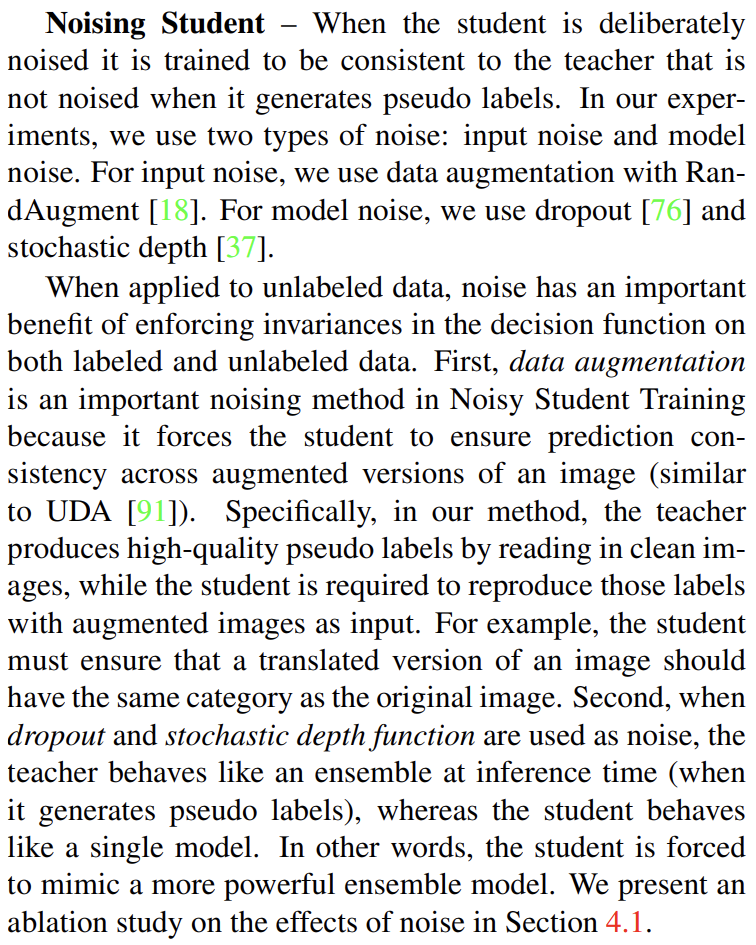 Noising Student – When the student is deliberately
noised it is trained to be consistent to the teacher that is
not noised when it generates pseudo labels. In our exper-
iments, we use two types of noise: input noise and model
noise. For input noise, we use data augmentation with Ran-
dAugment [18]. For model noise, we use dropout [76] and
stochastic depth [37].
When applied to unlabeled data, noise has an important
benefit of enforcing invariances in the decision function on
both labeled and unlabeled data. First, data augmentation
is an important noising method in Noisy Student Training
because it forces the student to ensure prediction con-
sistency across augmented versions of an image (similar
to UDA [91]). Specifically, in our method, the teacher
produces high-quality pseudo labels by reading in clean im-
ages, while the student is required to reproduce those labels
with augmented images as input. For example, the student
must ensure that a translated version of an image should
have the same category as the original image. Second, when
dropout and stochastic depth function are used as noise, the
teacher behaves like an ensemble at inference time (when
it generates pseudo labels), whereas the student behaves
like a single model. In other words, the student is forced
to mimic a more powerful ensemble model. We present an
ablation study on the effects of noise in Section 4.1.